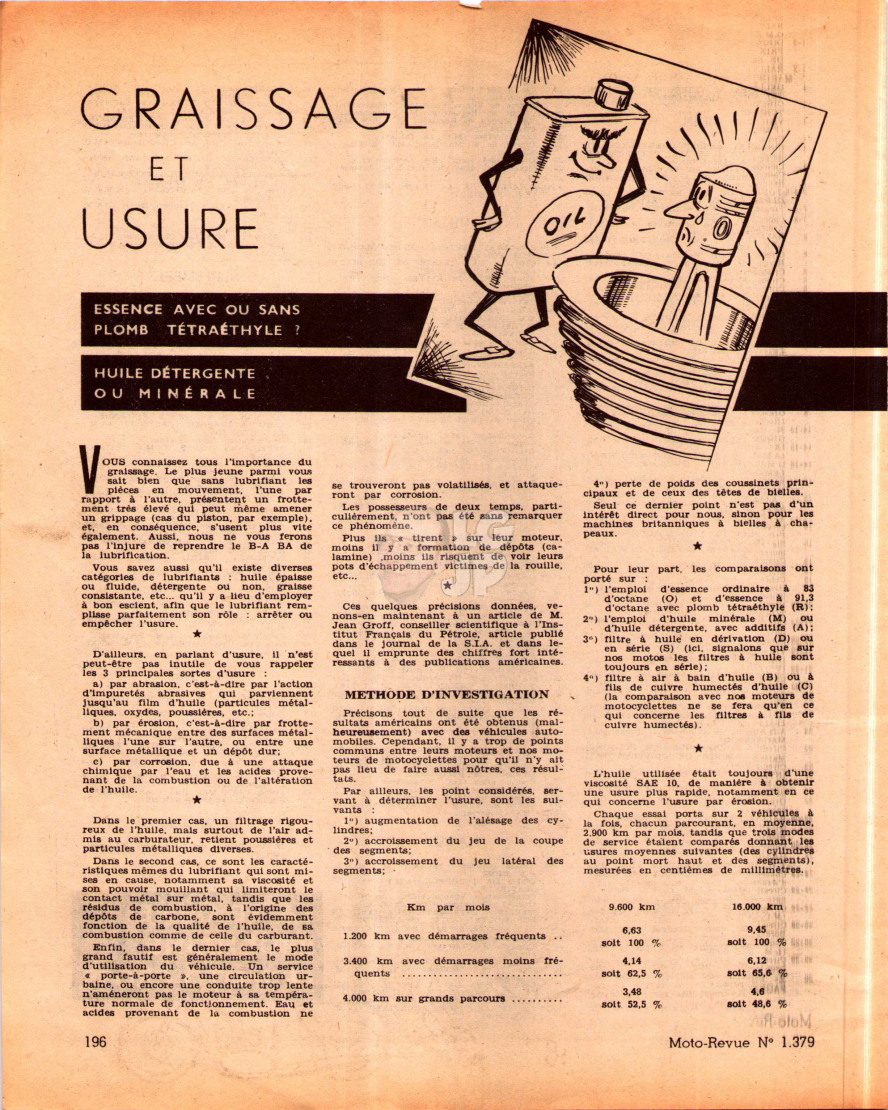 GRAISSAGE
ET
USURE
OIL
ESSENCE AVEC OU SANS
PLOMB TÉTRAÉTHYLE ?
HUILE DÉTERGENTE
OU MINÉRALE
VOUS connaissez tous l'importance du
graissage. Le plus jeune parmi vous
sait bien que sans lubrifiant les
pièces en mouvement, l'une par
rapport à l'autre, présentent un frotte-
ment très élevé qui peut même amener
un grippage (cas du piston, par exemple),
et, en conséquence, s'usent plus vite
également. Aussi, nous ne vous ferons
pas l'injure de reprendre le B-A BA de
la lubrification.
Vous savez aussi qu'il existe diverses
catégories de lubrifiants : huile épaisse
ou fluide, détergente ou non, graisse
consistante, etc... qu'il y a lieu d'employer
à bon escient, afin que le lubrifiant rem-
plisse parfaitement son rôle : arrêter ou
empêcher l'usure.
★
D'ailleurs, en parlant d'usure, il n'est
peut-être pas inutile de vous rappeler
les 3 principales sortes d'usure :
a) par abrasion, c'est-à-dire par l'action
d'impuretés abrasives qui parviennent
jusqu'au film d'huile (particules métal-
liques, oxydes, poussières, etc.;
b) par érosion, c'est-à-dire par frotte-
ment mécanique entre des surfaces métal-
liques l'une sur l'autre, ou entre une
surface métallique et un dépôt dur;
c) par corrosion, due à une attaque
chimique par l'eau et les acides prove-
nant de la combustion ou de l'altération
de l'huile.
★
Dans le premier cas, un filtrage rigou-
reux de l'huile, mais surtout de l'air ad-
mis au carburateur, retient poussières et
particules métalliques diverses.
Dans le second cas, ce sont les caracté-
ristiques mêmes du lubrifiant qui sont mi-
ses en cause, notamment sa viscosité et
son pouvoir mouillant qui limiteront le
contact métal sur métal, tandis que les
résidus de combustion, à l'origine des
dépôts de carbone, sont évidemment
fonction de la qualité de l'huile, de sa
combustion comme de celle du carburant.
Enfin, dans le dernier cas, le plus
grand fautif est généralement le mode
d'utilisation du véhicule. Un service
« porte-à-porte », une circulation ur-
baine, ou encore une conduite trop lente
n'amèneront pas le moteur à sa tempéra-
ture normale de fonctionnement. Eau et
acides provenant de la combustion ne
se trouveront pas volatilisés, et attaque-
ront par corrosion.
Les possesseurs de deux temps, parti-
culièrement, n'ont pas été sans remarquer
ce phénomène.
Plus ils « tirent » sur leur moteur,
moins il y a formation de dépôts (ca-
lamine) ,moins ils risquent de voir leurs
pots d'échappement victimes de la rouille,
etc...
★
Ces quelques précisions données, ve-
nons-en maintenant à un article de M.
Jean Groff, conseiller scientifique à l'Ins-
titut Français du Pétrole, article publié
dans le journal de la S.I.A. et dans le-
quel il emprunte des chiffres fort inté-
ressants à des publications américaines.
METHODE D'INVESTIGATION
Précisons tout de suite que les ré-
sultats américains ont été obtenus (mal-
heureusement) avec des véhicules auto-
mobiles. Cependant, il y a trop de points
communs entre leurs moteurs et nos mo-
teurs de motocyclettes pour qu'il n'y ait
pas lieu de faire aussi nôtres, ces résul-
tats.
Par ailleurs, les point considérés, ser-
vant à déterminer l'usure, sont les sui-
vants :
1°) augmentation de l'alésage des cy-
lindres;
2°) accroissement du jeu de la coupe
des segments;
3°) accroissement du jeu latéral des
segments;
4°) perte de poids des coussinets prin-
cipaux et de ceux des têtes de bielles.
Seul ce dernier point n'est pas d'un
intérêt direct pour nous, sinon pour les
machines britanniques à bielles à cha-
peaux.
★
Pour leur part, les comparaisons ont
porté sur :
1°) l'emploi d'essence ordinaire à 83
d'octane (O) et d'essence à 91,3
d'octane avec plomb tétraéthyle (R);
2°) l'emploi d'huile minérale (M) ou
d'huile détergente, avec additifs (A);
3°) filtre à huile en dérivation (D) ou
en série (S) (ici, signalons que sur
nos motos les filtres à huile sont
toujours en série);
4°) filtre à air à bain d'huile (B) ou à
fils de cuivre humectés d'huile (C)
(la comparaison avec nos moteurs de
motocyclettes ne se fera qu'en ce
qui concerne les filtres à fils de
cuivre humectés).
★
L'huile utilisée était toujours d'une
viscosité SAE 10, de manière à obtenir
une usure plus rapide, notamment en ce
qui concerne l'usure par érosion.
Chaque essai porta sur 2 véhicules à
la fois, chacun parcourant, en moyenne,
2.900 km par mois, tandis que trois modes
de service étaient comparés donnant les
usures moyennes suivantes (des cylindres
au point mort haut et des segments),
mesurées en centièmes de millimètres.
Km par mois 9.600 km 16.000 km
6,63 9,45
1.200 km avec démarrages fréquents ..
soit 100 % soit 100 %
3.400 km avec démarrages moins fré- 4,14 6,12
quents .............................. soit 62,5 % soit 65,6 %
3,48 4,6
4.000 km sur grands parcours ..........
soit 52,5 % soit 48,6 %
196
Moto-Revue N° 1.379